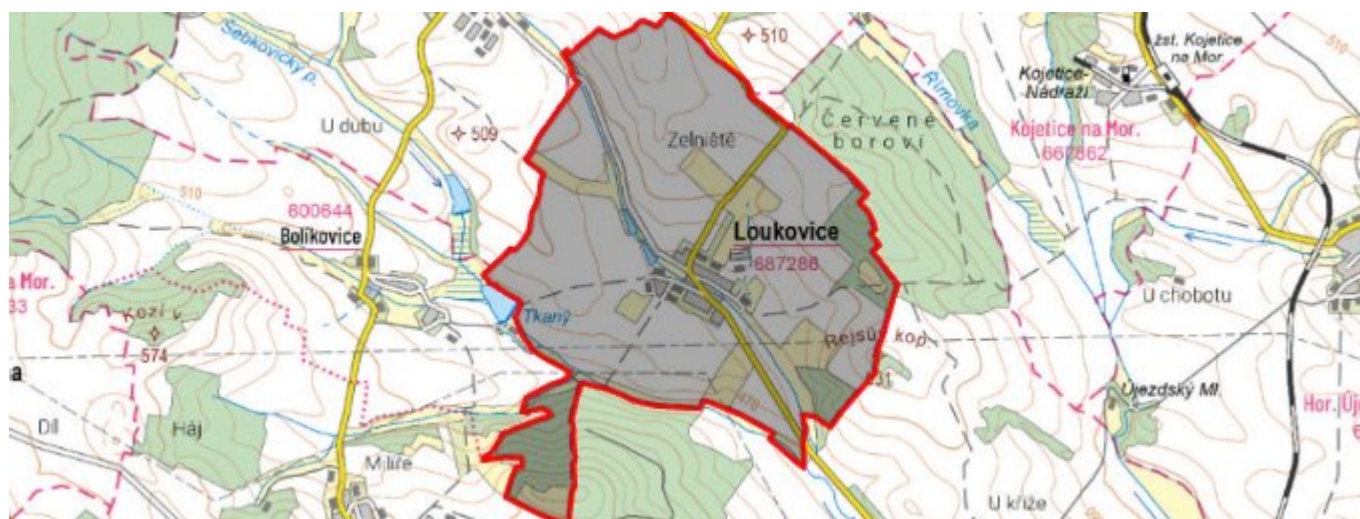 Šebkovický p.
510
žst. Kojetice
na Mor.
510
Kojetice-
Nádraží
Římovka
U dubu
509
Zelniště
Červené
boroví
Kojetice na Mor.
667862
510
600644
Bolíkovice
Loukovice
687286
Mor.
Kozí v.
574
Tkaný
U chobotu
Rejsův kop.
478
Újezdský Ml.
Díl
Háj
Milíře
Hor. Új
U kříže